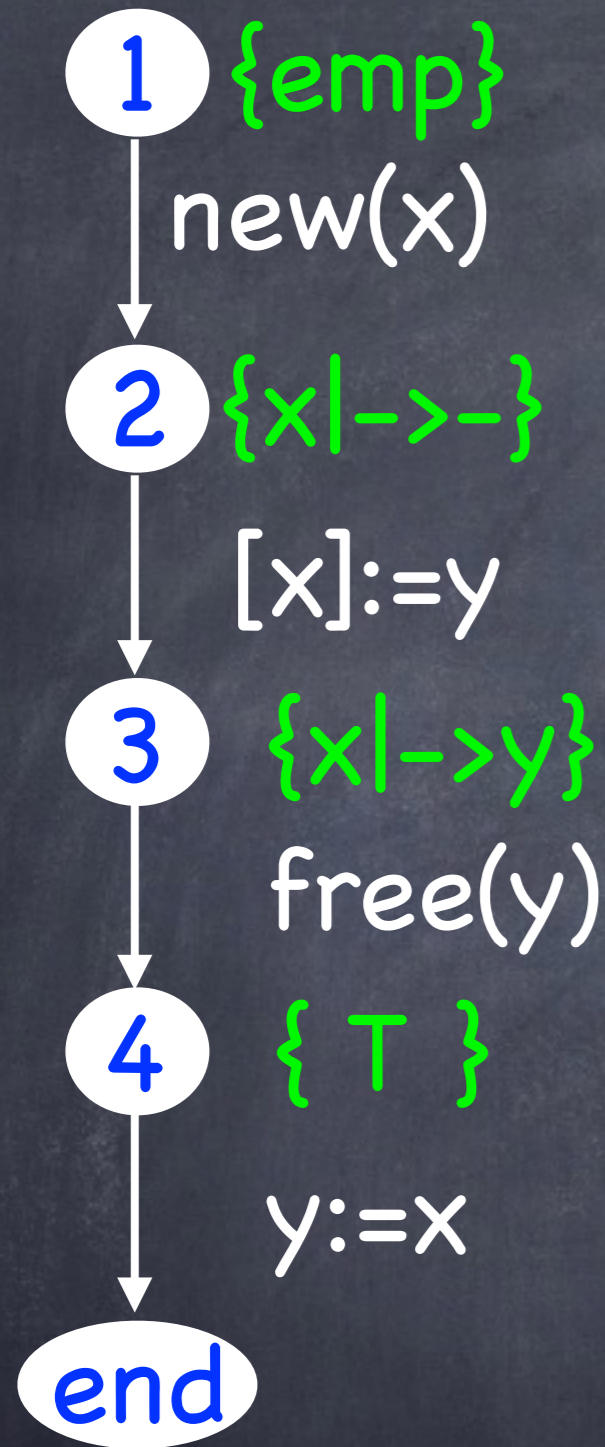 1 {emp}
new(x)
2 {x|->-}
[x]:=y
3 {x|->y}
free(y)
4 { T }
y:=x
end